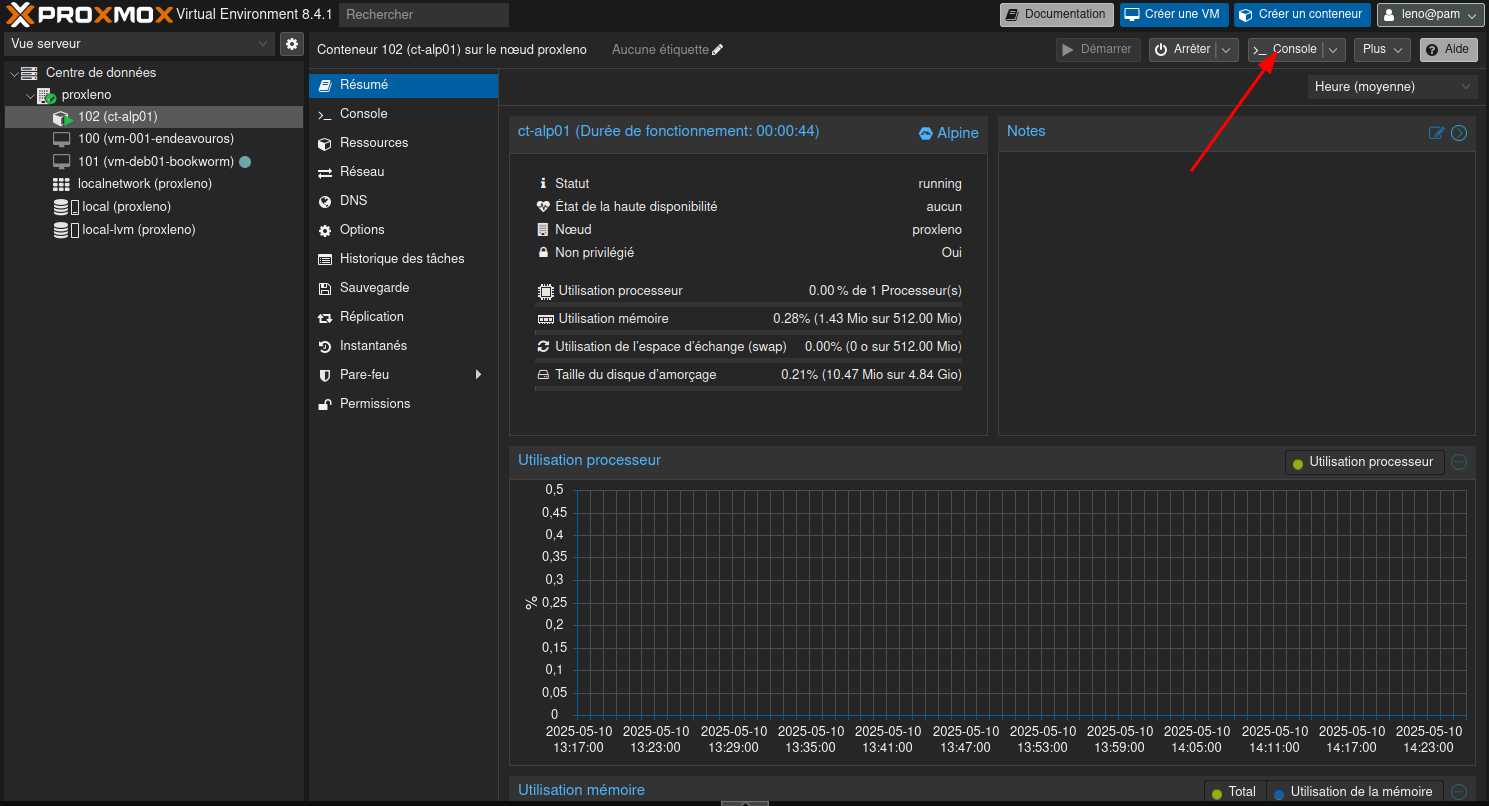 PROXMOX Virtual Environment 8.4.1 Rechercher Documentation Créer une VM Créer un conteneur leno@pam
Vue serveur
Conteneur 102 (ct-alp01) sur le nœud proxleno Aucune étiquette Démarrer Arrêter Console Plus Aide
Centre de données
proxleno
102 (ct-alp01)
100 (vm-001-endeavouros)
101 (vm-deb01-bookworm)
localnetwork (proxleno)
local (proxleno)
local-lvm (proxleno)
Résumé
Console
Ressources
Réseau
DNS
Options
Historique des tâches
Sauvegarde
Réplication
Instantanés
Pare-feu
Permissions
Heure (moyenne)
ct-alp01 (Durée de fonctionnement: 00:00:44) Alpine
Statut running
État de la haute disponibilité aucun
Nœud proxleno
Non privilégié Oui
Utilisation processeur 0.00 % de 1 Processeur(s)
Utilisation mémoire 0.28% (1.43 Mio sur 512.00 Mio)
Utilisation de l'espace d'échange (swap) 0.00% (0 o sur 512.00 Mio)
Taille du disque d'amorçage 0.21% (10.47 Mio sur 4.84 Gio)
Notes
Utilisation processeur Utilisation processeur
0,5
0,45
0,4
0,35
0,3
0,25
0,2
0,15
0,1
0,05
0
%
2025-05-10 2025-05-10 2025-05-10 2025-05-10 2025-05-10 2025-05-10 2025-05-10 2025-05-10 2025-05-10 2025-05-10 2025-05-10 2025-05-10
13:17:00 13:23:00 13:29:00 13:35:00 13:41:00 13:47:00 13:53:00 13:59:00 14:05:00 14:11:00 14:17:00 14:23:00
Utilisation mémoire Total Utilisation de la mémoire